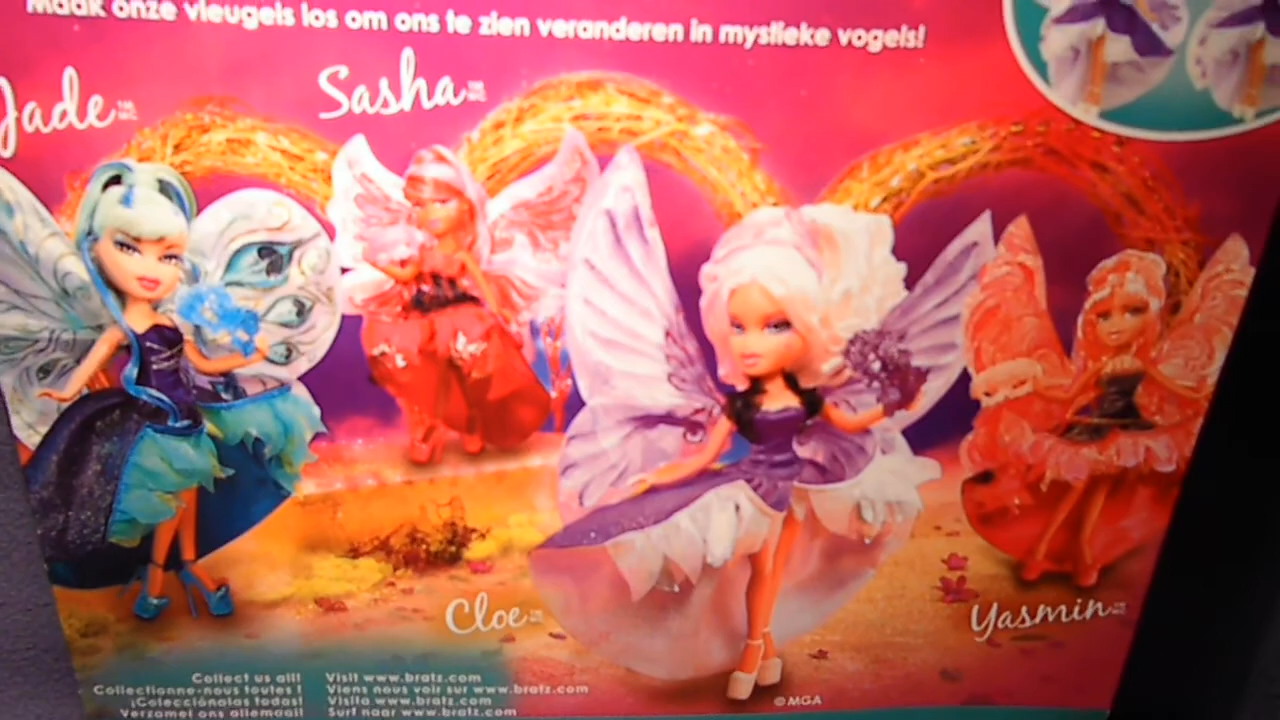 Maak onze vleugels los om ons te zien veranderen in mystieke vogels!
Jade™
Sasha
Cloe
Yasmin
Collect us all! Visit www.bratz.com
Collectionne-nous toutes ! Viens nous voir sur www.bratz.com
¡Colecciónalas todas! Visita www.bratz.com
Verzamel ons allemaal! Surf naar www.bratz.com
©MGA